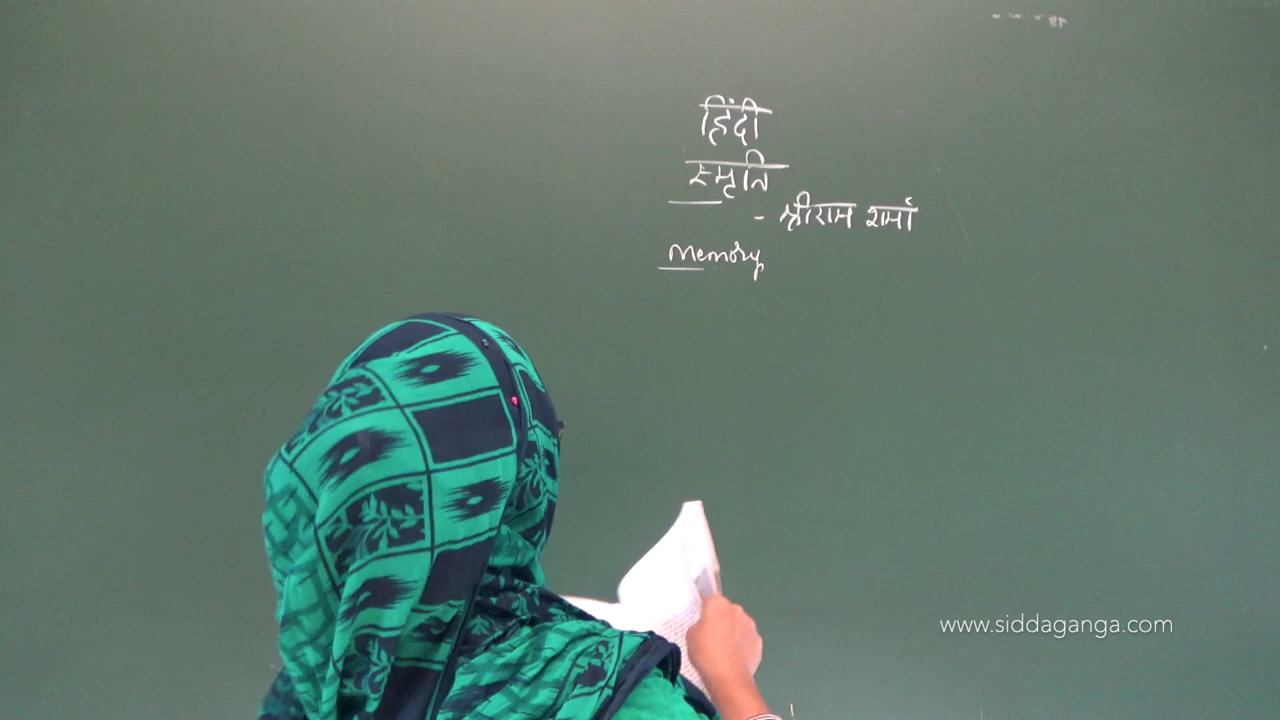 हिंदी
स्मृति
- श्रीराम शर्मा
Memory
www.siddaganga.com